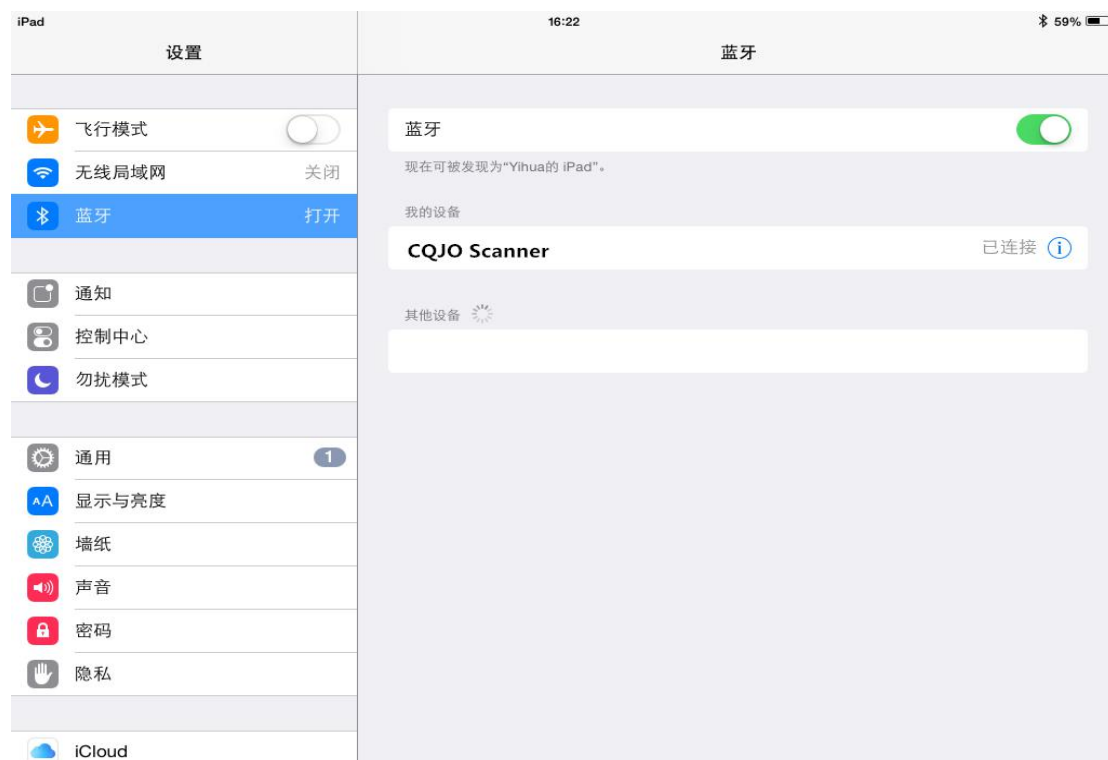 iPad 16:22 59%
设置
蓝牙
飞行模式
无线局域网 关闭
蓝牙 打开
通知
控制中心
勿扰模式
通用 1
AA 显示与亮度
墙纸
声音
密码
隐私
iCloud
蓝牙
现在可被发现为“Yihua的 iPad”。
我的设备
CQJO Scanner 已连接 i
其他设备